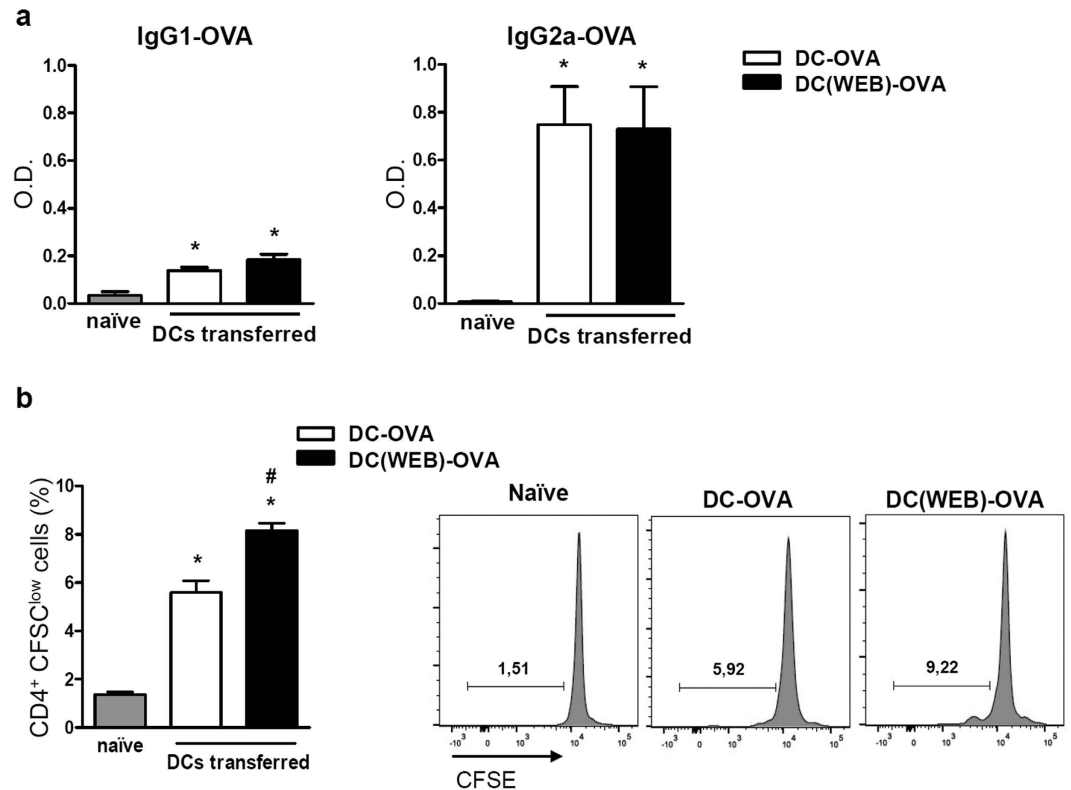 a
IgG1-OVA
IgG2a-OVA
DC-OVA
DC(WEB)-OVA
O.D.
1.0
0.8
0.6
0.4
0.2
0.0
*
*
naïve
DCs transferred
O.D.
1.0
0.8
0.6
0.4
0.2
0.0
*
*
naïve
DCs transferred
b
DC-OVA
DC(WEB)-OVA
CD4+ CFSClow cells (%)
10
8
6
4
2
0
*
#
*
naïve
DCs transferred
Naïve
DC-OVA
DC(WEB)-OVA
1,51
5,92
9,22
-10³ 0 10³ 10⁴ 10⁵
-10³ 0 10³ 10⁴ 10⁵
-10³ 0 10³ 10⁴ 10⁵
CFSE